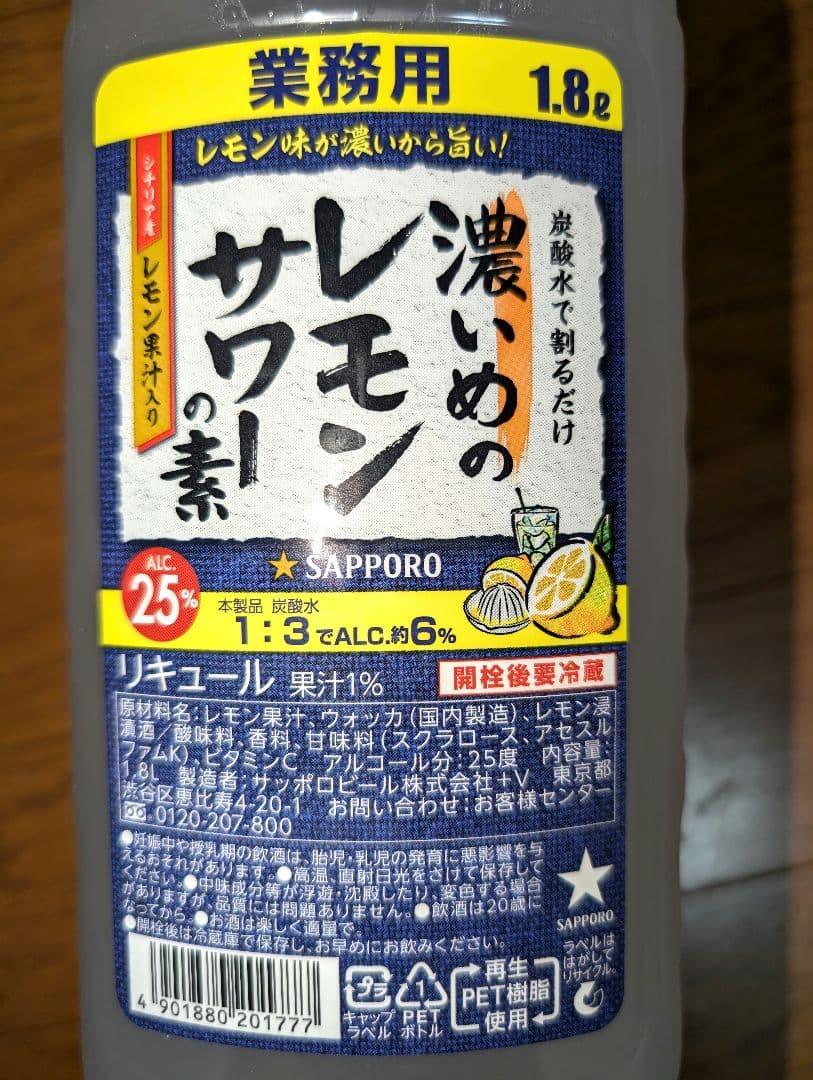 業務用 1.8ℓ
レモン味が濃いから旨い!
炭酸水で割るだけ
濃いめの
レモン
サワー
の素
シチリア産 レモン果汁入り
SAPPORO
ALC.
25%
本製品 炭酸水
1:3でALC.約6%
リキュール 果汁1%
開栓後要冷蔵
原材料名:レモン果汁、ウォッカ(国内製造)、レモン浸
漬酒/酸味料、香料、甘味料(スクラロース、アセスル
ファムK)、ビタミンC アルコール分:25度 内容量:
1.8L 製造者:サッポロビール株式会社+V 東京都
渋谷区恵比寿4-20-1 お問い合わせ:お客様センター
☎0120-207-800
●妊娠中や授乳期の飲酒は、胎児・乳児の発育に悪影響を与
えるおそれがあります。●高温、直射日光をさけて保存して
ください。●中味成分等が浮遊・沈殿したり、変色する場合
がありますが、品質には問題ありません。●飲酒は20歳に
なってから。●お酒は楽しく適量で。
●開栓後は冷蔵庫で保存し、お早めにお飲みください。
SAPPORO
4 901880 201777
プラ
キャップ
ラベル
1
PET
ボトル
再生
PET樹脂
使用
ラベルは
はがして
リサイクル。